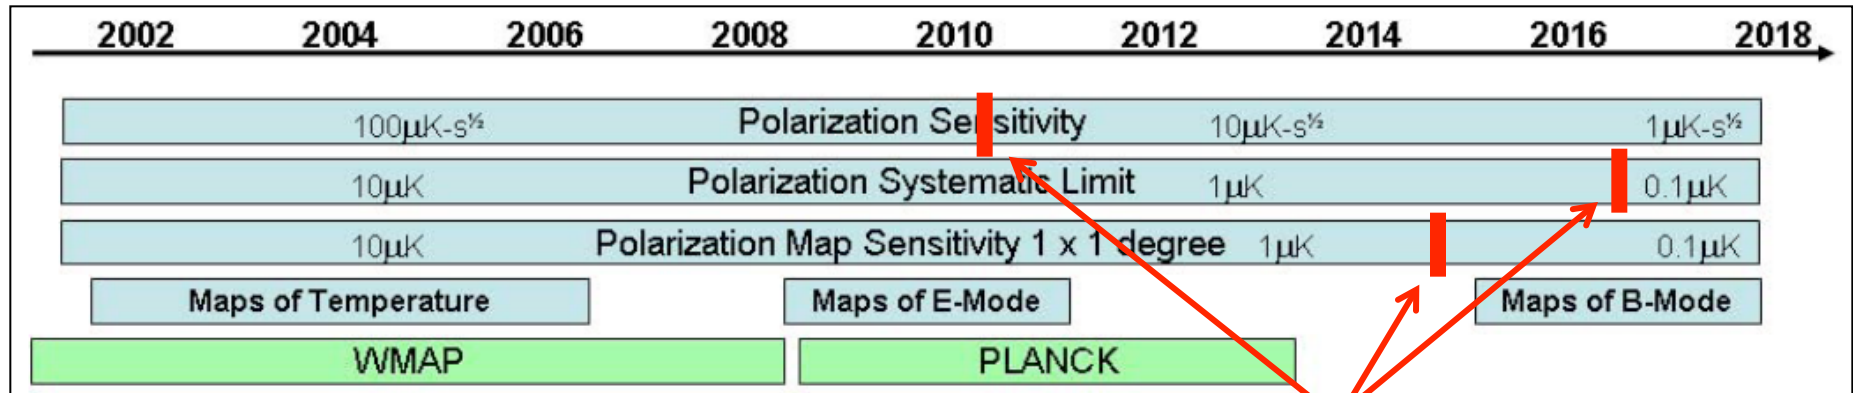 2002 2004 2006 2008 2010 2012 2014 2016 2018
100μK-s½ Polarization Sensitivity 10μK-s½ 1μK-s½
10μK Polarization Systematic Limit 1μK 0.1μK
10μK Polarization Map Sensitivity 1 x 1 degree 1μK 0.1μK
Maps of Temperature Maps of E-Mode Maps of B-Mode
WMAP PLANCK